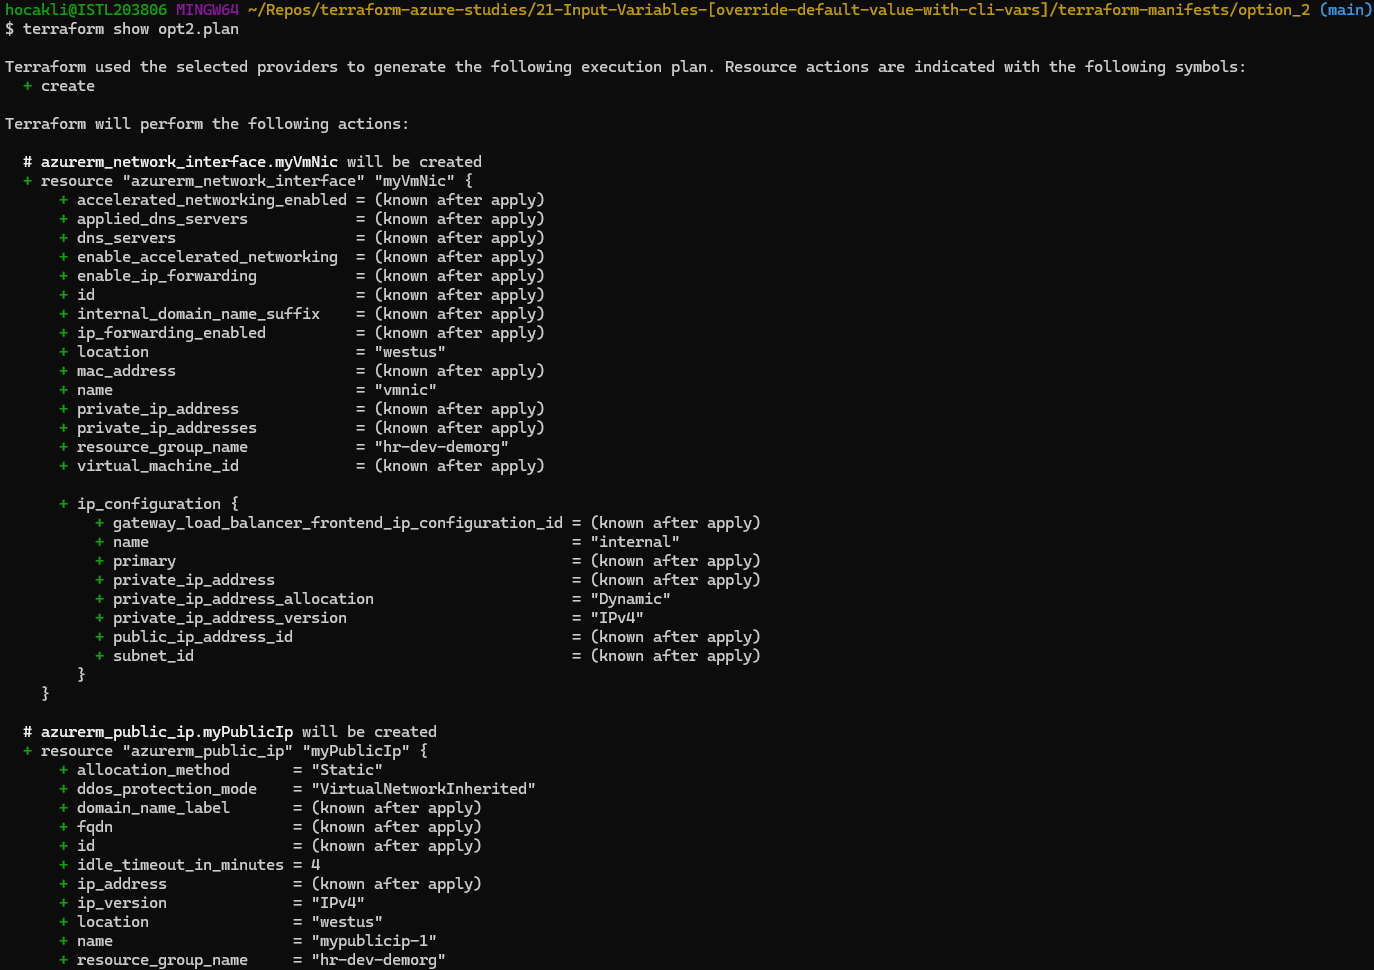 hocakli@ISTL203806 MINGW64 ~/Repos/terraform-azure-studies/21-Input-Variables-[override-default-value-with-cli-vars]/terraform-manifests/option_2 (main)
$ terraform show opt2.plan
Terraform used the selected providers to generate the following execution plan. Resource actions are indicated with the following symbols:
  + create
Terraform will perform the following actions:
  # azurerm_network_interface.myVmNic will be created
  + resource "azurerm_network_interface" "myVmNic" {
      + accelerated_networking_enabled = (known after apply)
      + applied_dns_servers            = (known after apply)
      + dns_servers                    = (known after apply)
      + enable_accelerated_networking  = (known after apply)
      + enable_ip_forwarding           = (known after apply)
      + id                             = (known after apply)
      + internal_domain_name_suffix    = (known after apply)
      + ip_forwarding_enabled          = (known after apply)
      + location                       = "westus"
      + mac_address                    = (known after apply)
      + name                           = "vmnic"
      + private_ip_address             = (known after apply)
      + private_ip_addresses           = (known after apply)
      + resource_group_name            = "hr-dev-demorg"
      + virtual_machine_id             = (known after apply)
      + ip_configuration {
          + gateway_load_balancer_frontend_ip_configuration_id = (known after apply)
          + name                                               = "internal"
          + primary                                            = (known after apply)
          + private_ip_address                                 = (known after apply)
          + private_ip_address_allocation                      = "Dynamic"
          + private_ip_address_version                         = "IPv4"
          + public_ip_address_id                               = (known after apply)
          + subnet_id                                          = (known after apply)
        }
    }
  # azurerm_public_ip.myPublicIp will be created
  + resource "azurerm_public_ip" "myPublicIp" {
      + allocation_method       = "Static"
      + ddos_protection_mode    = "VirtualNetworkInherited"
      + domain_name_label       = (known after apply)
      + fqdn                    = (known after apply)
      + id                      = (known after apply)
      + idle_timeout_in_minutes = 4
      + ip_address              = (known after apply)
      + ip_version              = "IPv4"
      + location                = "westus"
      + name                    = "mypublicip-1"
      + resource_group_name     = "hr-dev-demorg"